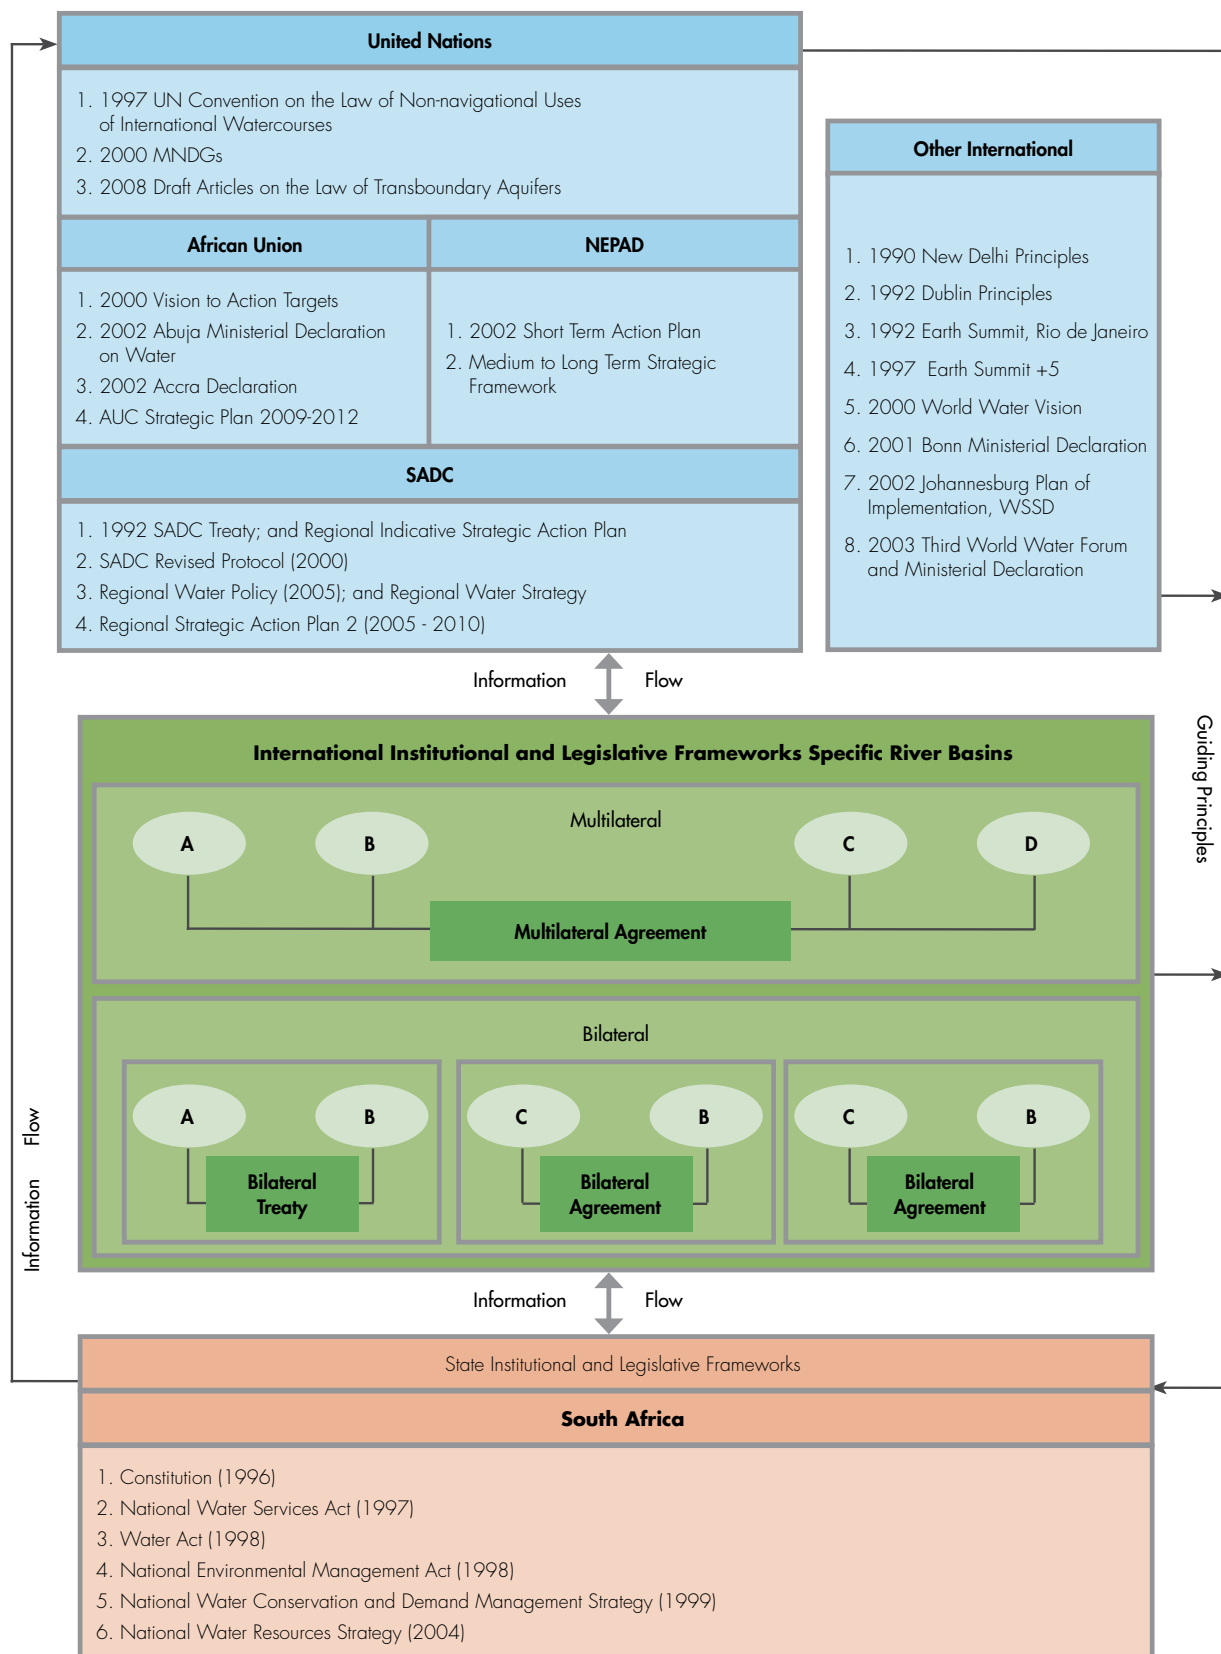 United Nations
1. 1997 UN Convention on the Law of Non-navigational Uses
of International Watercourses
2. 2000 MNDGs
3. 2008 Draft Articles on the Law of Transboundary Aquifers
African Union
1. 2000 Vision to Action Targets
2. 2002 Abuja Ministerial Declaration
on Water
3. 2002 Accra Declaration
4. AUC Strategic Plan 2009-2012
NEPAD
1. 2002 Short Term Action Plan
2. Medium to Long Term Strategic
Framework
SADC
1. 1992 SADC Treaty; and Regional Indicative Strategic Action Plan
2. SADC Revised Protocol (2000)
3. Regional Water Policy (2005); and Regional Water Strategy
4. Regional Strategic Action Plan 2 (2005 - 2010)
Other International
1. 1990 New Delhi Principles
2. 1992 Dublin Principles
3. 1992 Earth Summit, Rio de Janeiro
4. 1997 Earth Summit +5
5. 2000 World Water Vision
6. 2001 Bonn Ministerial Declaration
7. 2002 Johannesburg Plan of
Implementation, WSSD
8. 2003 Third World Water Forum
and Ministerial Declaration
Information Flow
Guiding Principles
International Institutional and Legislative Frameworks Specific River Basins
Multilateral
A B C D
Multilateral Agreement
Bilateral
A B
Bilateral
Treaty
C B
Bilateral
Agreement
C B
Bilateral
Agreement
Information Flow
Information Flow
State Institutional and Legislative Frameworks
South Africa
1. Constitution (1996)
2. National Water Services Act (1997)
3. Water Act (1998)
4. National Environmental Management Act (1998)
5. National Water Conservation and Demand Management Strategy (1999)
6. National Water Resources Strategy (2004)